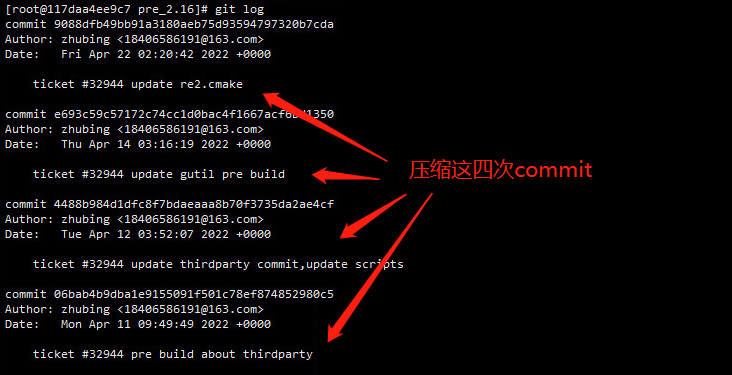 [root@117daa4ee9c7 pre_2.16]# git log
commit 9088dfb49bb91a3180aeb75d93594797320b7cda
Author: zhubing <18406586191@163.com>
Date:   Fri Apr 22 02:20:42 2022 +0000
ticket #32944 update re2.cmake
commit
Author: zhubing <18406586191@163.com>
Date:   Thu Apr 14 03:16:19 2022 +0000
压缩这四次commit
ticket #32944 update gutil pre build
commit 4488b984d1dfc8f7bdaeaaa8b70f3735da2ae4cf
Author: zhubing <18406586191@163.com>
Date:   Tue Apr 12 03:52:07 2022 +0000
ticket #32944 update thirdparty commit,update scripts
commit 06bab4b9dba1e9155091f501c78ef874852980c5
Author: zhubing <18406586191@163.com>
Date:   Mon Apr 11 09:49:49 2022 +0000
ticket #32944 pre build about thirdparty